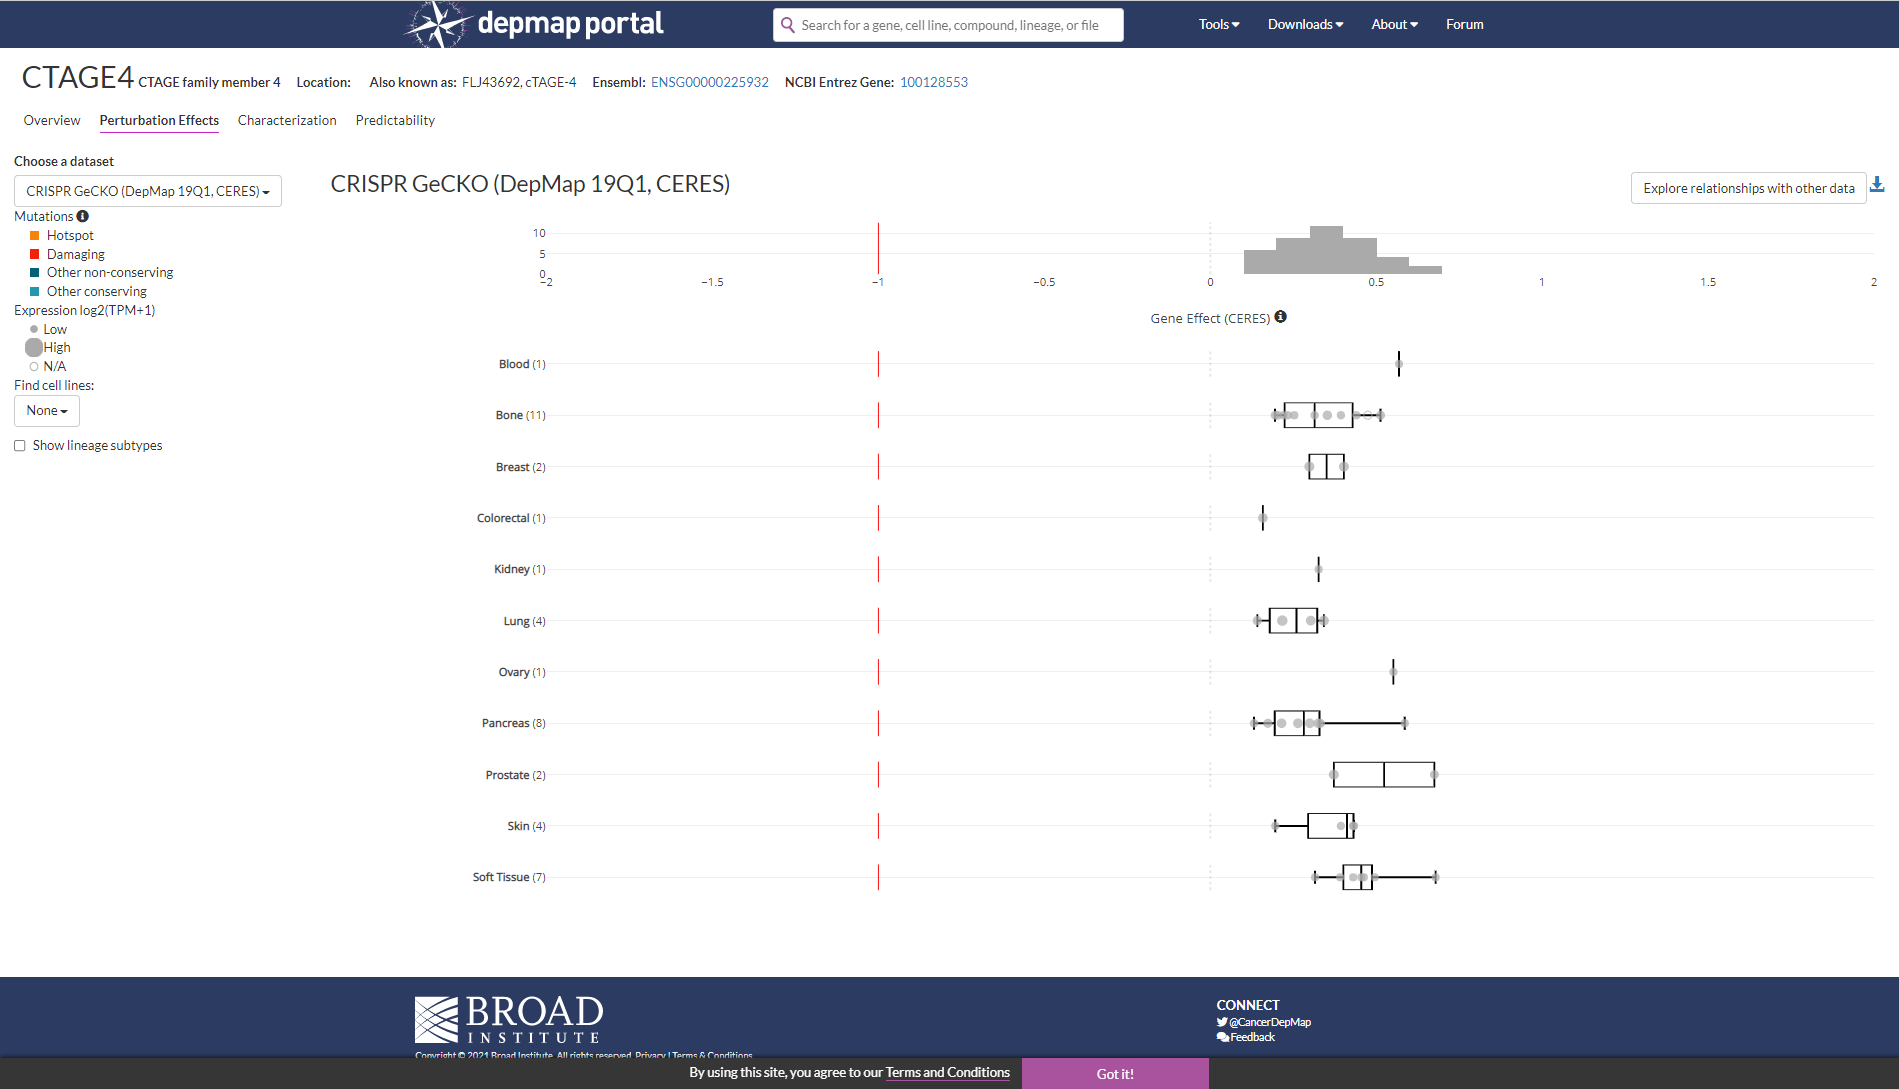 depmap portal
Search for a gene, cell line, compound, lineage, or file
Tools Downloads About Forum
CTAGE4 CTAGE family member 4 Location: Also known as: FLJ43692, cTAGE-4 Ensembl: ENSG00000225932 NCBI Entrez Gene: 100128553
Overview Perturbation Effects Characterization Predictability
Choose a dataset
CRISPR GeCKO (DepMap 19Q1, CERES)
Mutations
Hotspot
Damaging
Other non-conserving
Other conserving
Expression log2(TPM+1)
Low
High
N/A
Find cell lines:
None
Show lineage subtypes
CRISPR GeCKO (DepMap 19Q1, CERES)
Explore relationships with other data
10
5
0
−2 −1.5 −1 −0.5 0 0.5 1 1.5 2
Gene Effect (CERES)
Blood (1)
Bone (11)
Breast (2)
Colorectal (1)
Kidney (1)
Lung (4)
Ovary (1)
Pancreas (8)
Prostate (2)
Skin (4)
Soft Tissue (7)
BROAD
INSTITUTE
Copyright © 2021 Broad Institute. All rights reserved. Privacy | Terms & Conditions
CONNECT
@CancerDepMap
Feedback
By using this site, you agree to our Terms and Conditions
Got it!